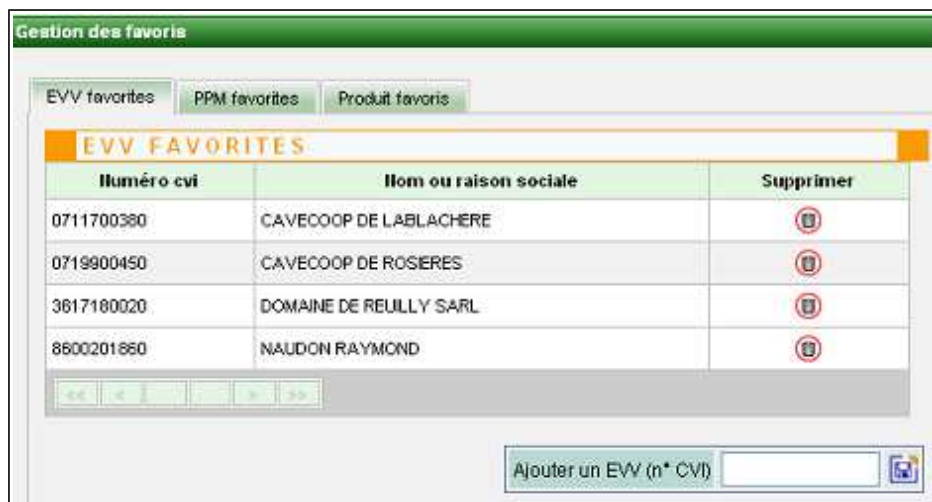 Gestion des favoris
EVV favorites PPM favorites Produit favoris
EVV FAVORITES
Numéro cvi Nom ou raison sociale Supprimer
0711700380 CAVECOOP DE LABLACHERE
0719900450 CAVECOOP DE ROSIERES
3617180020 DOMAINE DE REUILLY SARL
8600201860 NAUDON RAYMOND
<< < 1 > >>
Ajouter un EVV (n° CVI)